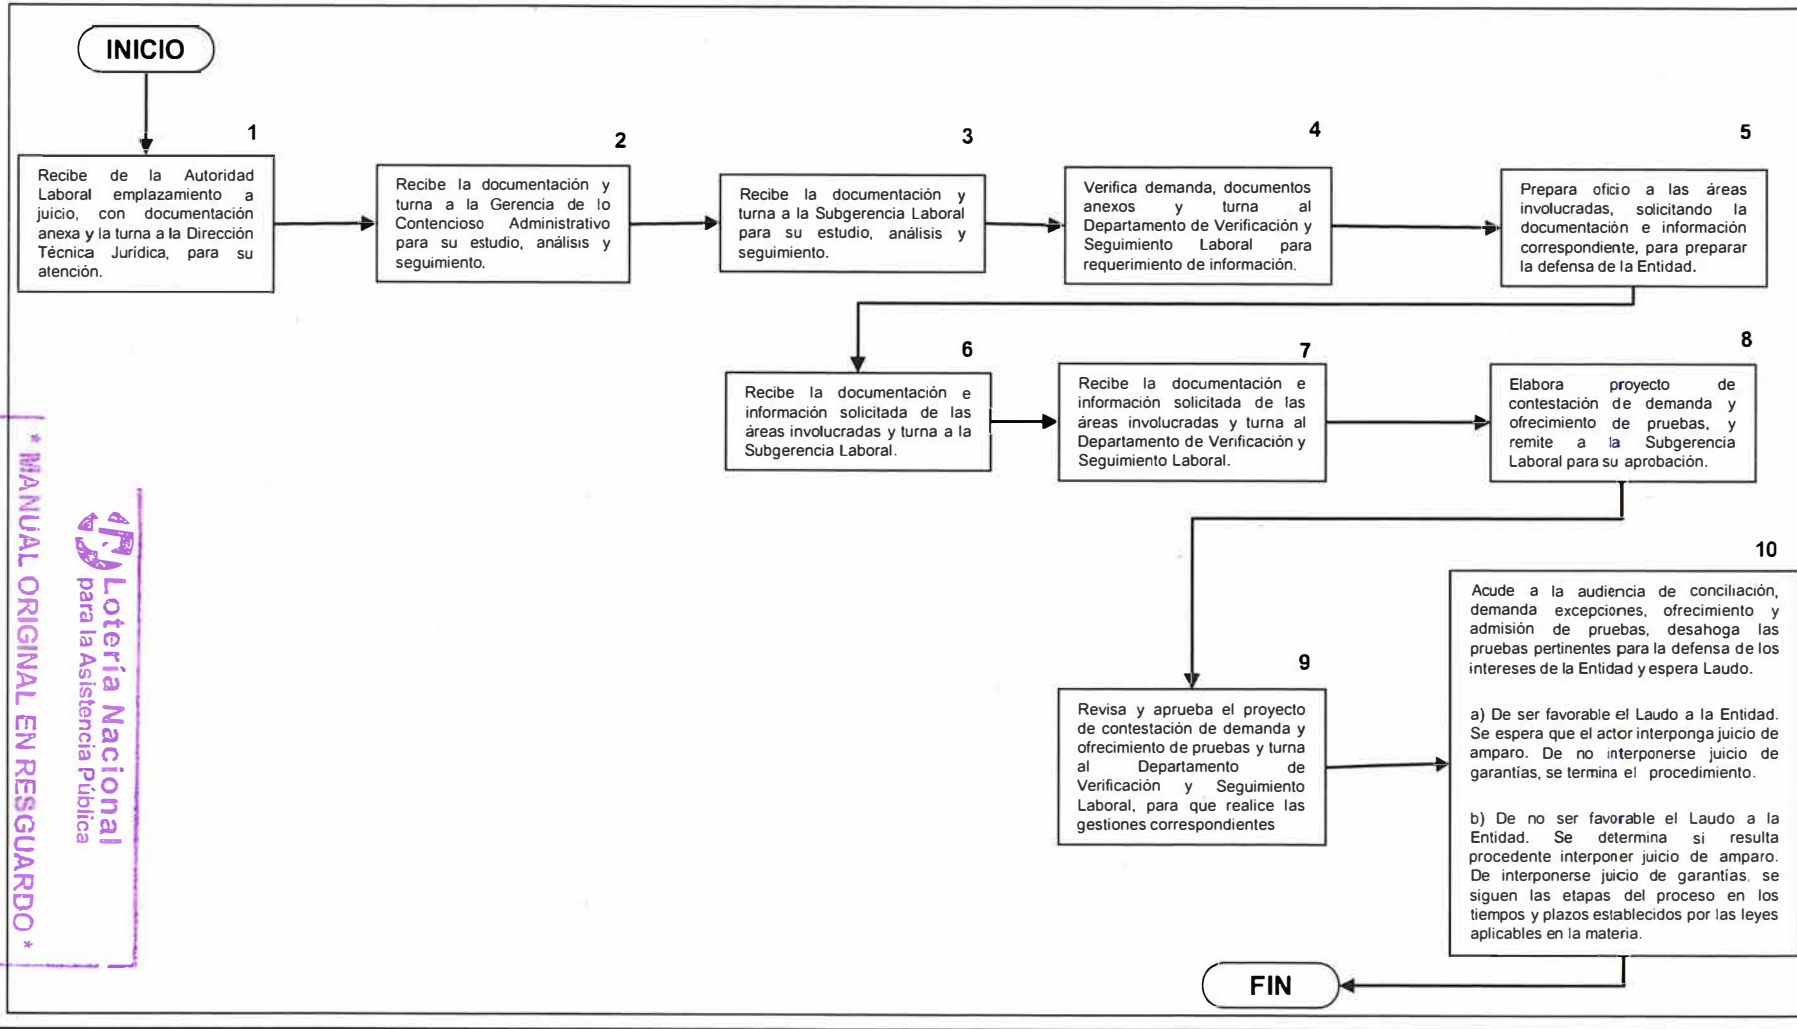 INICIO
1
Recibe de la Autoridad
Laboral emplazamiento a
juicio, con documentación
anexa y la turna a la Dirección
Técnica Jurídica, para su
atención.
2
Recibe la documentación y
turna a la Gerencia de lo
Contencioso Administrativo
para su estudio, análisis y
seguimiento.
3
Recibe la documentación y
turna a la Subgerencia Laboral
para su estudio, análisis y
seguimiento.
4
Verifica demanda, documentos
anexos y turna al
Departamento de Verificación y
Seguimiento Laboral para
requerimiento de información.
5
Prepara oficio a las áreas
involucradas, solicitando la
documentación e información
correspondiente, para preparar
la defensa de la Entidad.
6
Recibe la documentación e
información solicitada de las
áreas involucradas y turna a la
Subgerencia Laboral.
7
Recibe la documentación e
información solicitada de las
áreas involucradas y turna al
Departamento de Verificación y
Seguimiento Laboral.
8
Elabora proyecto de
contestación de demanda y
ofrecimiento de pruebas, y
remite a la Subgerencia
Laboral para su aprobación.
9
Revisa y aprueba el proyecto
de contestación de demanda y
ofrecimiento de pruebas y turna
al Departamento de
Verificación y Seguimiento
Laboral, para que realice las
gestiones correspondientes
10
Acude a la audiencia de conciliación,
demanda excepciones, ofrecimiento y
admisión de pruebas, desahoga las
pruebas pertinentes para la defensa de los
intereses de la Entidad y espera Laudo.
a) De ser favorable el Laudo a la Entidad.
Se espera que el actor interponga juicio de
amparo. De no interponerse juicio de
garantías, se termina el procedimiento.
b) De no ser favorable el Laudo a la
Entidad. Se determina si resulta
procedente interponer juicio de amparo.
De interponerse juicio de garantías, se
siguen las etapas del proceso en los
tiempos y plazos establecidos por las leyes
aplicables en la materia.
FIN
Lotería Nacional
para la Asistencia Pública
* MANUAL ORIGINAL EN RESGUARDO *